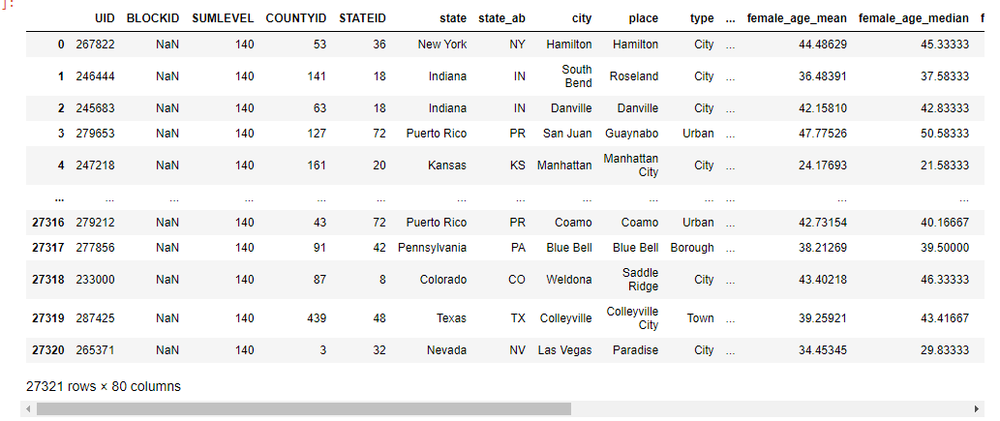 ]:
UID BLOCKID SUMLEVEL COUNTYID STATEID state state_ab city place type ... female_age_mean female_age_median f
0 267822 NaN 140 53 36 New York NY Hamilton Hamilton City ... 44.48629 45.33333
1 246444 NaN 140 141 18 Indiana IN South Bend Roseland City ... 36.48391 37.58333
2 245683 NaN 140 63 18 Indiana IN Danville Danville City ... 42.15810 42.83333
3 279653 NaN 140 127 72 Puerto Rico PR San Juan Guaynabo Urban ... 47.77526 50.58333
4 247218 NaN 140 161 20 Kansas KS Manhattan Manhattan City City ... 24.17693 21.58333
... ... ... ... ... ... ... ... ... ... ... ... ... ...
27316 279212 NaN 140 43 72 Puerto Rico PR Coamo Coamo Urban ... 42.73154 40.16667
27317 277856 NaN 140 91 42 Pennsylvania PA Blue Bell Blue Bell Borough ... 38.21269 39.50000
27318 233000 NaN 140 87 8 Colorado CO Weldona Saddle Ridge City ... 43.40218 46.33333
27319 287425 NaN 140 439 48 Texas TX Colleyville Colleyville City Town ... 39.25921 43.41667
27320 265371 NaN 140 3 32 Nevada NV Las Vegas Paradise City ... 34.45345 29.83333
27321 rows × 80 columns